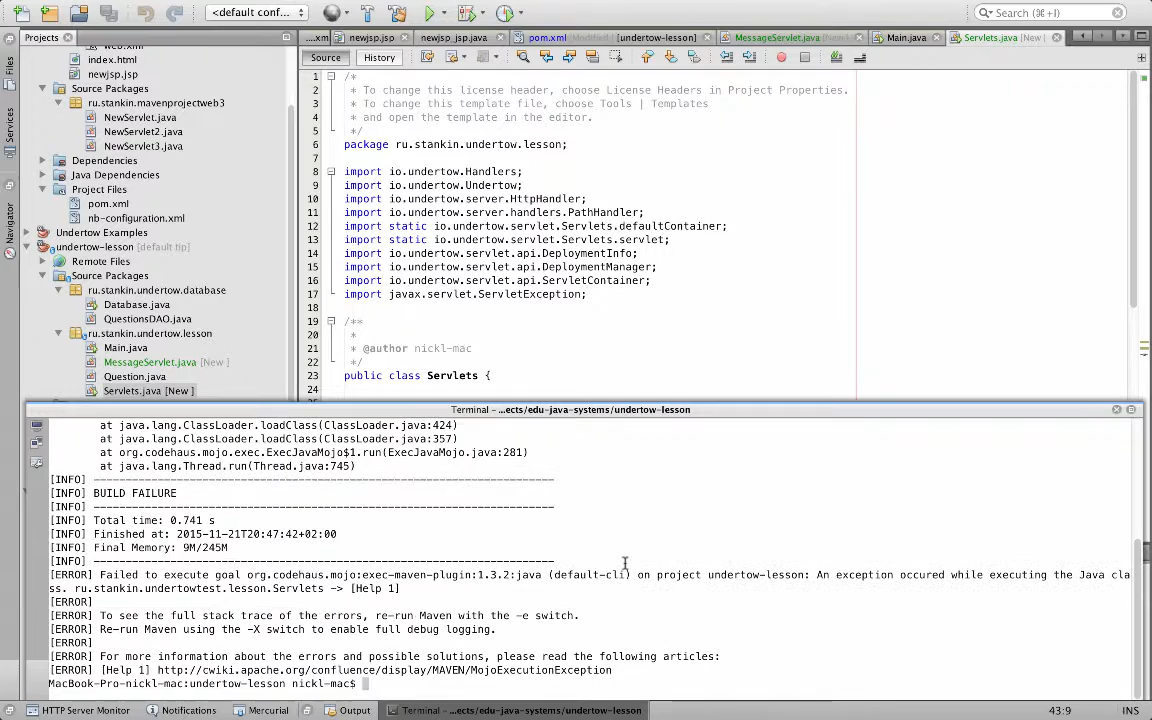 <default conf...
Search (⌘+I)
Projects
....xm
newjsp.jsp
newjsp_jsp.java
pom.xml
[undertow-lesson]
MessageServlet.java
Main.java
Servlets.java [New]
Source
History
Files
Services
Navigator
web.xml
index.html
newjsp.jsp
Source Packages
ru.stankin.mavenprojectweb3
NewServlet.java
NewServlet2.java
NewServlet3.java
Dependencies
Java Dependencies
Project Files
pom.xml
nb-configuration.xml
Undertow Examples
undertow-lesson [default tip]
Remote Files
Source Packages
ru.stankin.undertow.database
Database.java
QuestionsDAO.java
ru.stankin.undertow.lesson
Main.java
MessageServlet.java [New ]
Question.java
Servlets.java [New ]
1 /*
2 * To change this license header, choose License Headers in Project Properties.
3 * To change this template file, choose Tools | Templates
4 * and open the template in the editor.
5 */
6 package ru.stankin.undertow.lesson;
7
8 import io.undertow.Handlers;
9 import io.undertow.Undertow;
10 import io.undertow.server.HttpHandler;
11 import io.undertow.server.handlers.PathHandler;
12 import static io.undertow.servlet.Servlets.defaultContainer;
13 import static io.undertow.servlet.Servlets.servlet;
14 import io.undertow.servlet.api.DeploymentInfo;
15 import io.undertow.servlet.api.DeploymentManager;
16 import io.undertow.servlet.api.ServletContainer;
17 import javax.servlet.ServletException;
18
19 /**
20 *
21 * @author nickl-mac
22 */
23 public class Servlets {
24
Terminal - ...ects/edu-java-systems/undertow-lesson
at java.lang.ClassLoader.loadClass(ClassLoader.java:424)
at java.lang.ClassLoader.loadClass(ClassLoader.java:357)
at org.codehaus.mojo.exec.ExecJavaMojo$1.run(ExecJavaMojo.java:281)
at java.lang.Thread.run(Thread.java:745)
[INFO] ------------------------------------------------------------------------
[INFO] BUILD FAILURE
[INFO] ------------------------------------------------------------------------
[INFO] Total time: 0.741 s
[INFO] Finished at: 2015-11-21T20:47:42+02:00
[INFO] Final Memory: 9M/245M
[INFO] ------------------------------------------------------------------------
[ERROR] Failed to execute goal org.codehaus.mojo:exec-maven-plugin:1.3.2:java (default-cli) on project undertow-lesson: An exception occured while executing the Java cla
ss. ru.stankin.undertowtest.lesson.Servlets -> [Help 1]
[ERROR]
[ERROR] To see the full stack trace of the errors, re-run Maven with the -e switch.
[ERROR] Re-run Maven using the -X switch to enable full debug logging.
[ERROR]
[ERROR] For more information about the errors and possible solutions, please read the following articles:
[ERROR] [Help 1] http://cwiki.apache.org/confluence/display/MAVEN/MojoExecutionException
MacBook-Pro-nickl-mac:undertow-lesson nickl-mac$
HTTP Server Monitor
Notifications
Mercurial
Output
Terminal - ...ects/edu-java-systems/undertow-lesson
43:9
INS